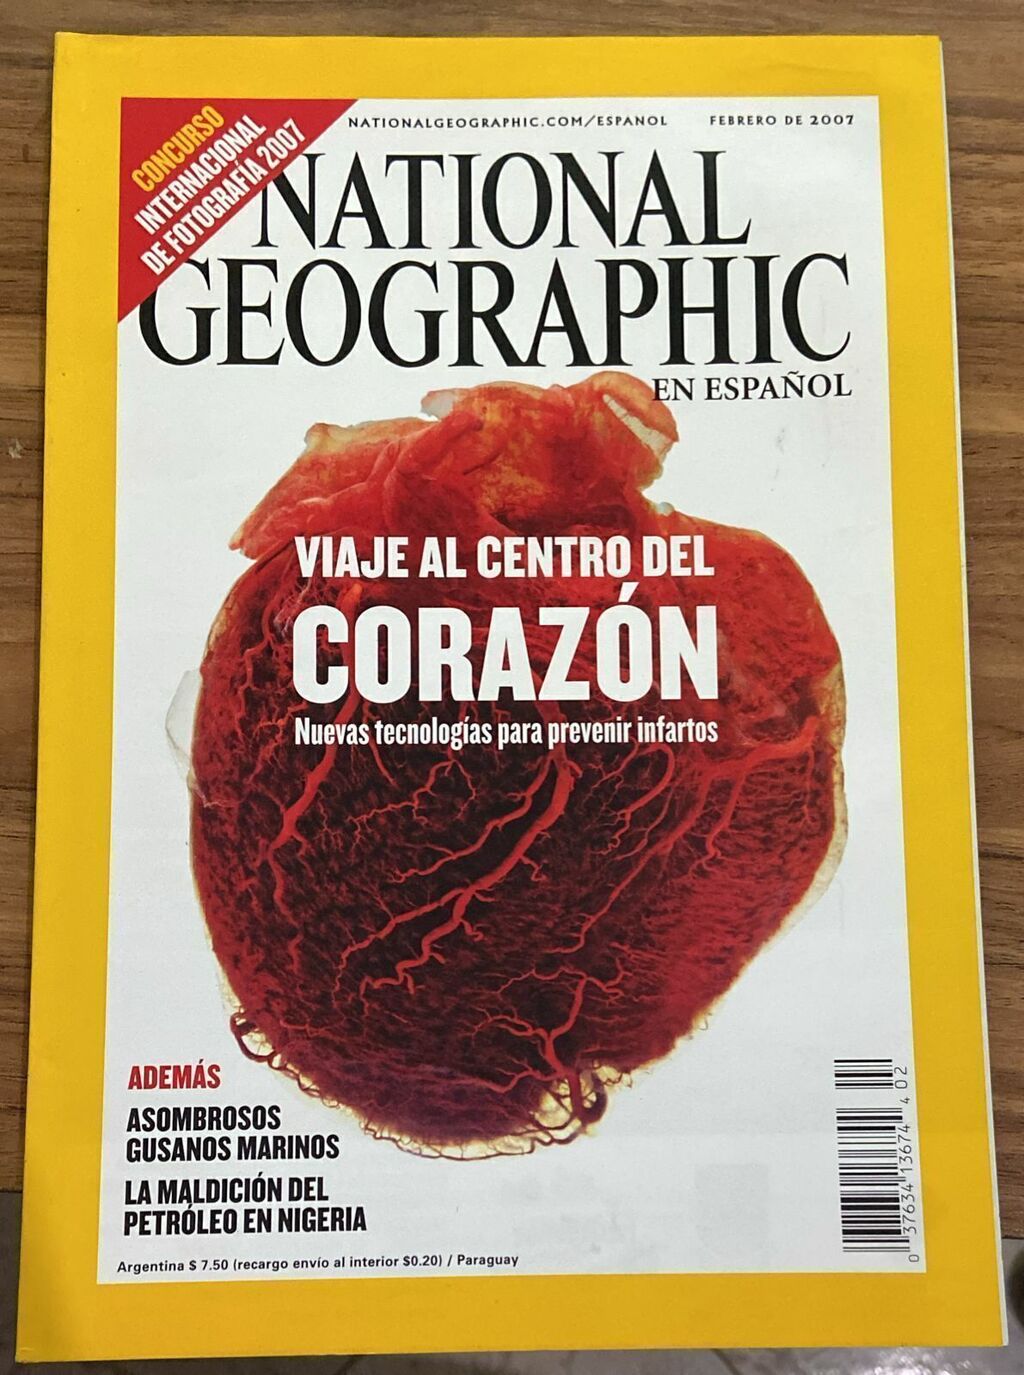 CONCURSO
INTERNACIONAL
DE FOTOGRAFÍA 2007
NATIONALGEOGRAPHIC.COM/ESPANOL
FEBRERO DE 2007
NATIONAL
GEOGRAPHIC
EN ESPAÑOL
VIAJE AL CENTRO DEL
CORAZÓN
Nuevas tecnologías para prevenir infartos
ADEMÁS
ASOMBROSOS
GUSANOS MARINOS
LA MALDICIÓN DEL
PETRÓLEO EN NIGERIA
Argentina $ 7.50 (recargo envío al interior $0.20) / Paraguay
0 37634 13674 4 02